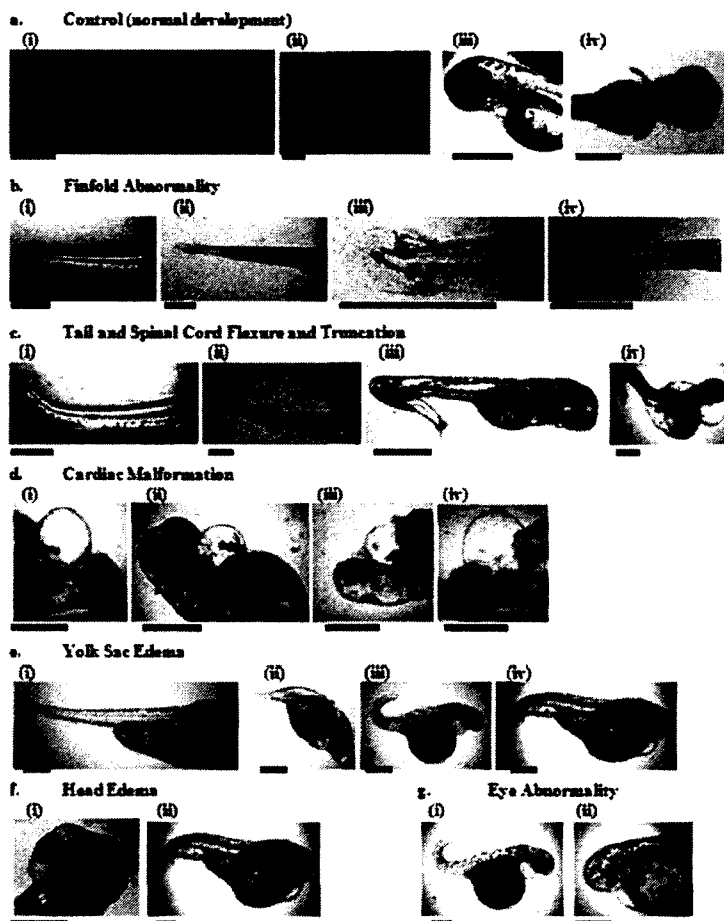 a. Control (normal development)
(i) (ii) (iii) (iv)
b. Finfold Abnormality
(i) (ii) (iii) (iv)
c. Tail and Spinal Cord Flexure and Truncation
(i) (ii) (iii) (iv)
d. Cardiac Malformation
(i) (ii) (iii) (iv)
e. Yolk Sac Edema
(i) (ii) (iii) (iv)
f. Head Edema g. Eye Abnormality
(i) (ii) (i) (ii)